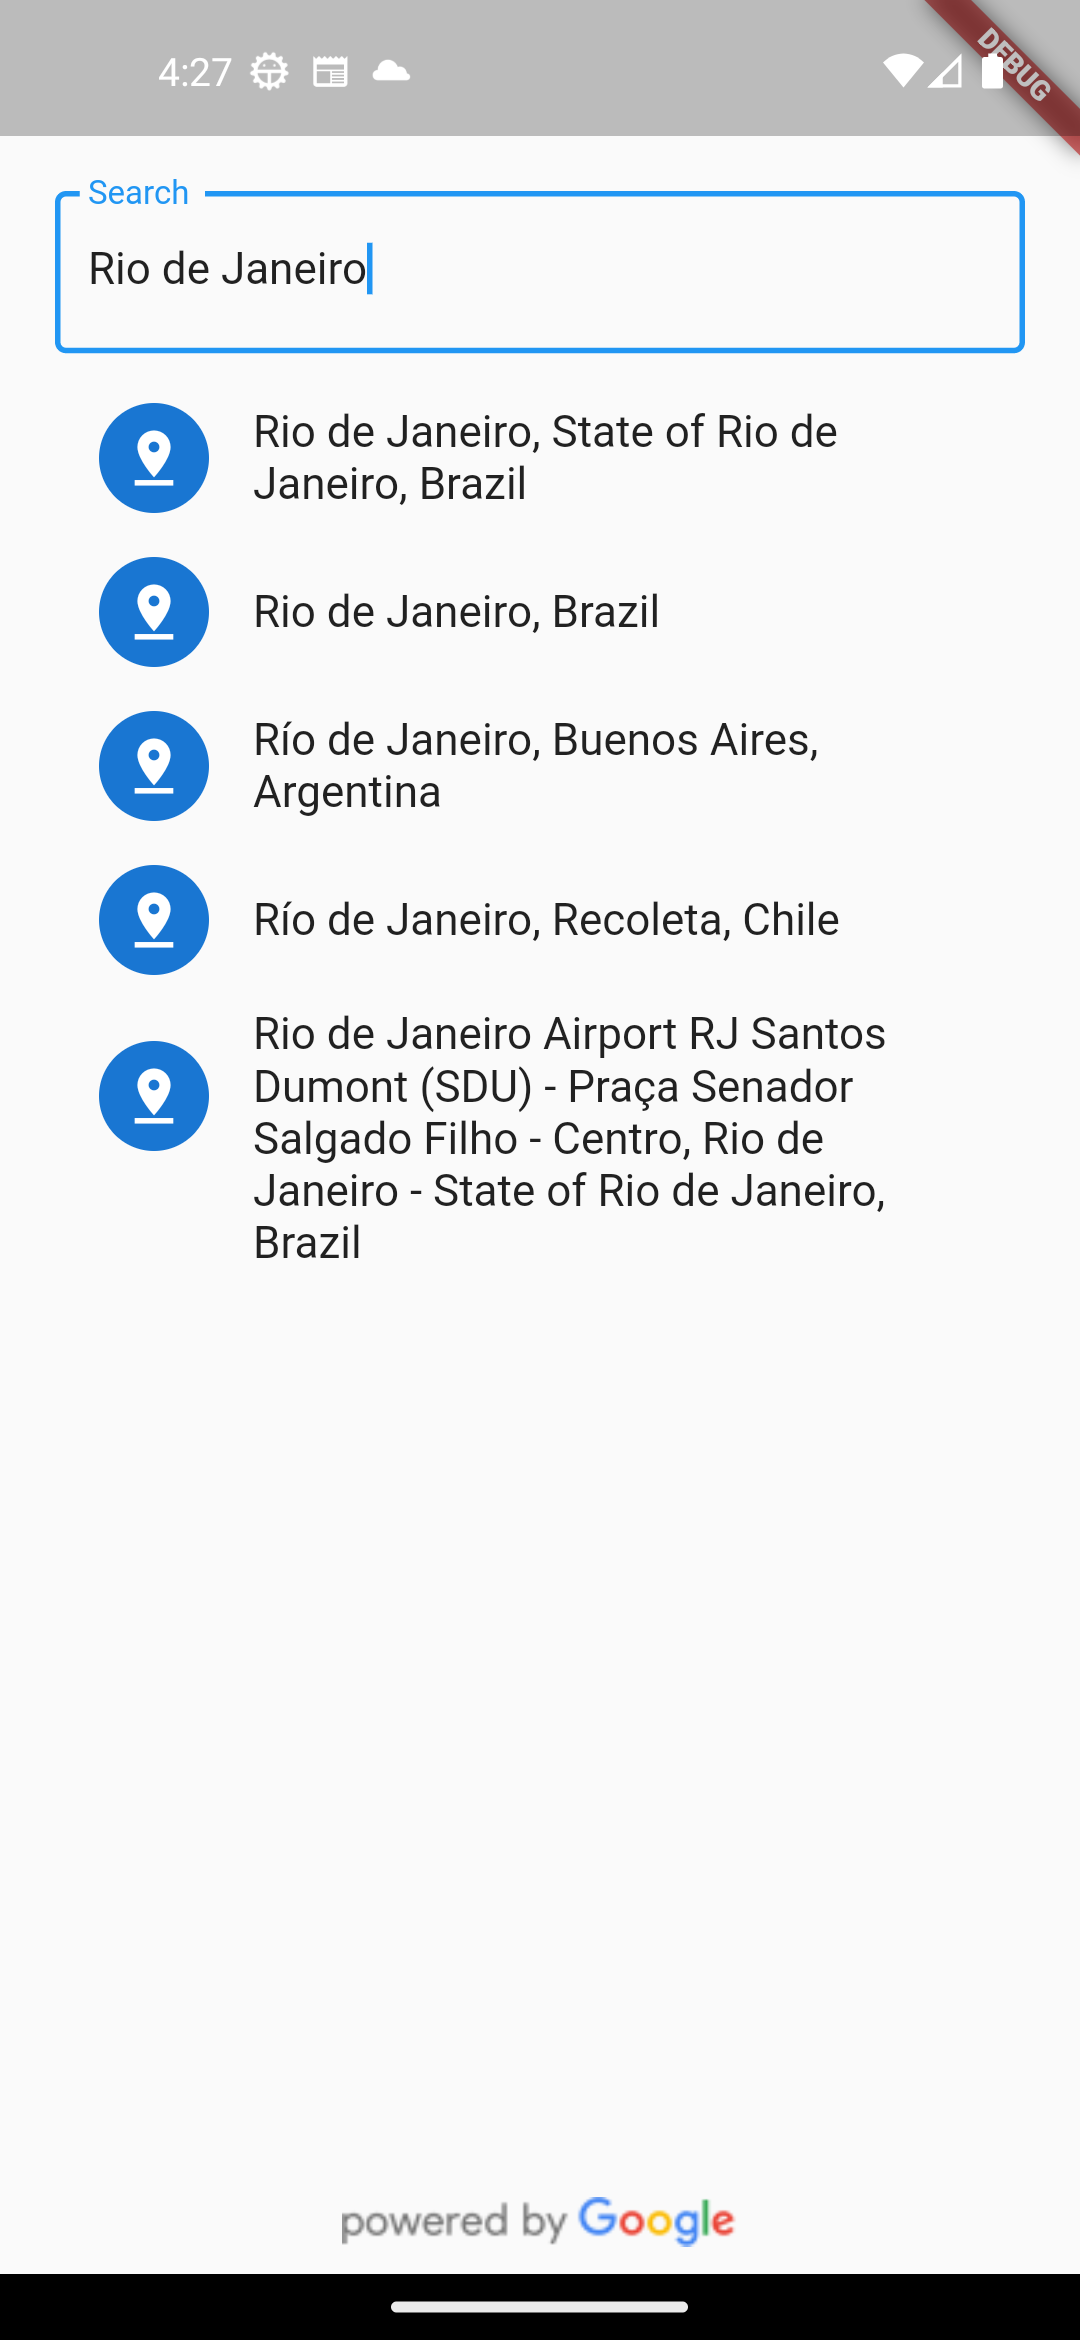 4:27
DEBUG
Search
Rio de Janeiro
Rio de Janeiro, State of Rio de
Janeiro, Brazil
Rio de Janeiro, Brazil
Río de Janeiro, Buenos Aires,
Argentina
Río de Janeiro, Recoleta, Chile
Rio de Janeiro Airport RJ Santos
Dumont (SDU) - Praça Senador
Salgado Filho - Centro, Rio de
Janeiro - State of Rio de Janeiro,
Brazil
powered by Google